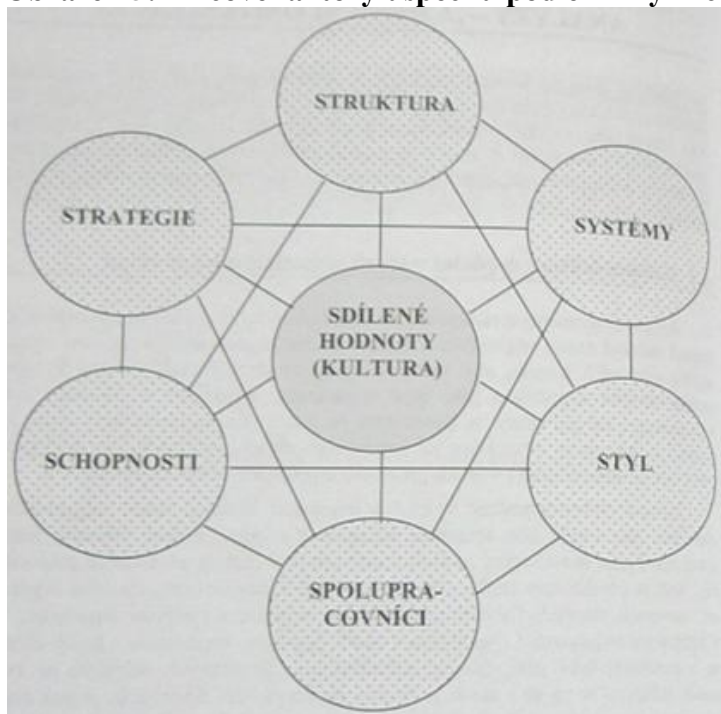 STRUKTURA
STRATEGIE
SYSTÉMY
SDÍLENÉ
HODNOTY
(KULTURA)
SCHOPNOSTI
STYL
SPOLUPRA-
COVNÍCI